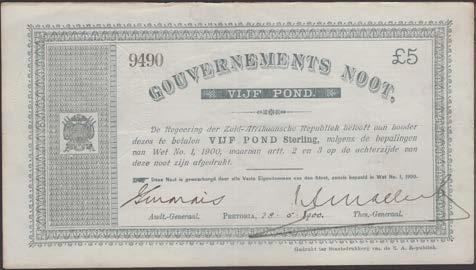 9490
£5
GOUVERNEMENTS NOOT,
VIJF POND.
De Regeering der Zuid-Afrikaansche Republiek belooft aan houder
dezes te betalen VIJF POND Sterling, volgens de bepalingen
van Wet No. 1, 1900, waarvan artt. 2 en 3 op de achterzijde van
deze noot zijn afgedrukt.
Deze Noot is gewaarborgd door alle Vaste Eigendommen van den Staat, zooals bepaald in Wet No. 1, 1900.
Audt.-Generaal.
PRETORIA, 28-5-1900.
Thes.-Generaal.
Gedrukt ter Staatsdrukkerij van de Z. A. Republiek.